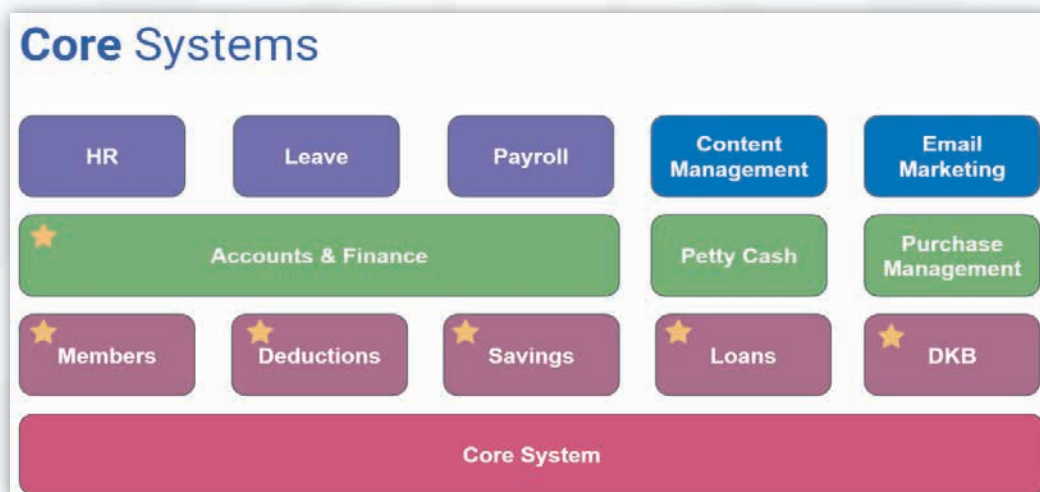 Core Systems
HR
Leave
Payroll
Content
Management
Email
Marketing
Accounts & Finance
Petty Cash
Purchase
Management
Members
Deductions
Savings
Loans
DKB
Core System